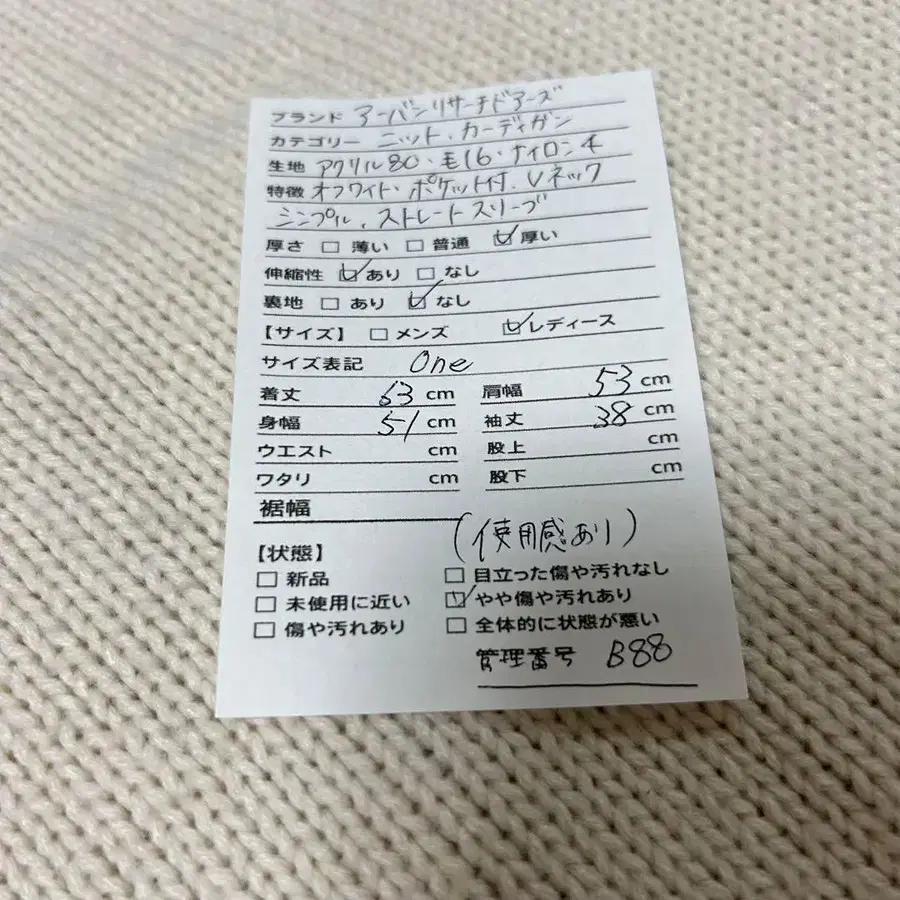 ブランド アーバンリサーチドアーズ
カテゴリー ニット、カーディガン
生地 アクリル80・毛16・ナイロン4
特徴 オフワイト・ポケット付、Vネック
シンプル、ストレートスリーブ
厚さ □ 薄い □ 普通 ☑ 厚い
伸縮性 ☑ あり □ なし
裏地 □ あり ☑ なし
【サイズ】 □ メンズ ☑ レディース
サイズ表記 One
着丈 63 cm 肩幅 53 cm
身幅 51 cm 袖丈 38 cm
ウエスト cm 股上 cm
ワタリ cm 股下 cm
裾幅
【状態】 (使用感あり)
□ 新品 □ 目立った傷や汚れなし
□ 未使用に近い ☑ やや傷や汚れあり
□ 傷や汚れあり □ 全体的に状態が悪い
管理番号 B88